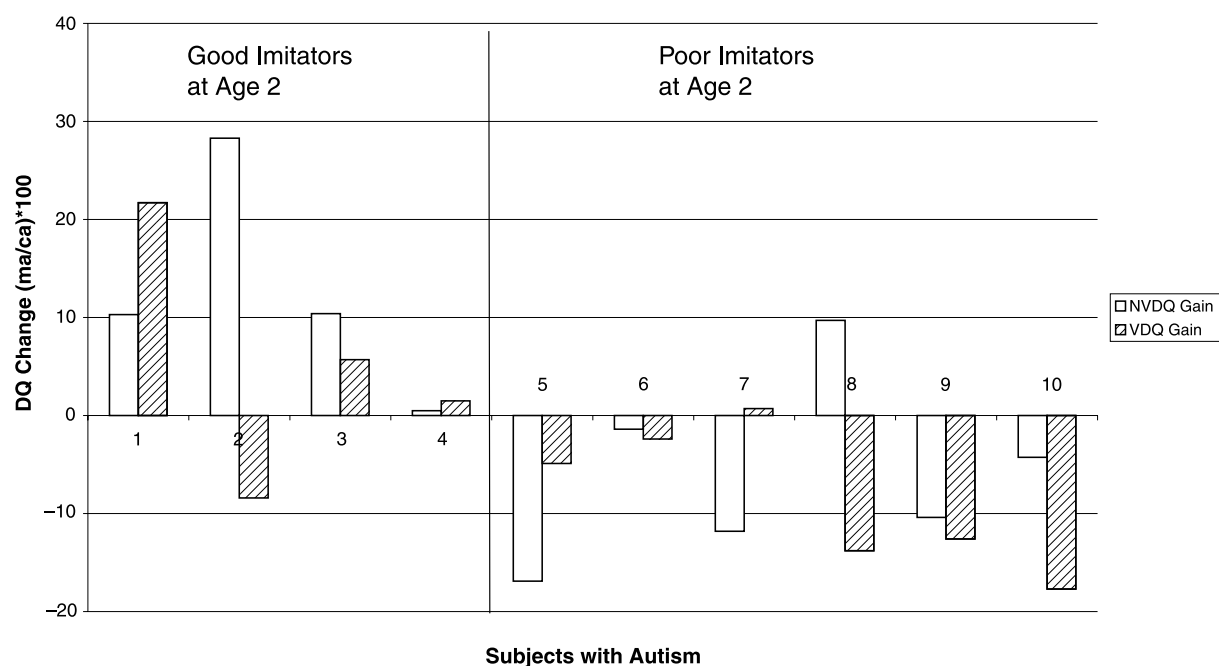 40
Good Imitators
at Age 2
Poor Imitators
at Age 2
30
20
10
0
–10
–20
DQ Change (ma/ca)*100
1
2
3
4
5
6
7
8
9
10
NVDQ Gain
VDQ Gain
Subjects with Autism